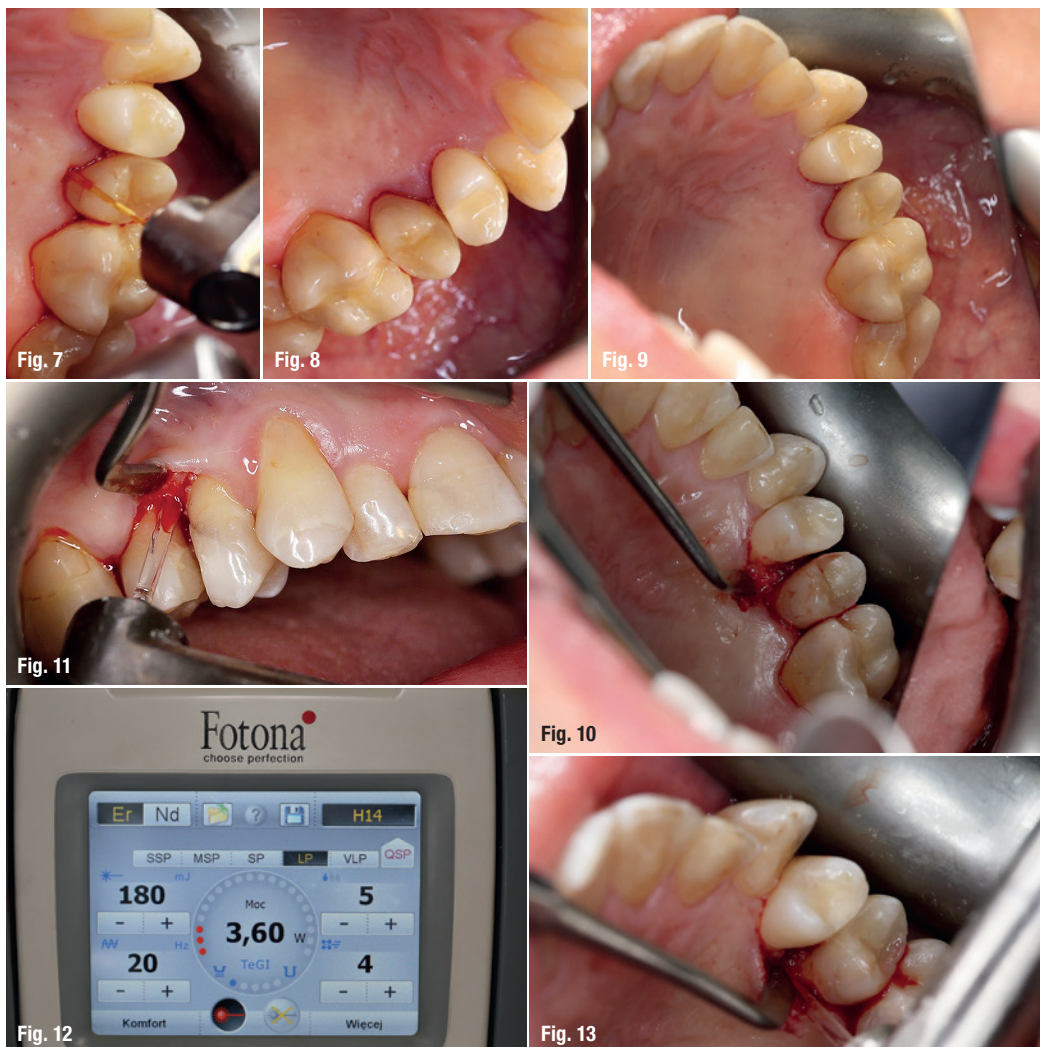 Fig. 7
Fig. 8
Fig. 9
Fig. 11
Fig. 10
Fotona
choose perfection
Er Nd ? H14
SSP MSP SP LP VLP QSP
mJ
180 5
- + - +
Moc
3,60 W
Hz
TeGI
20 4
- + - +
Komfort Więcej
Fig. 12
Fig. 13